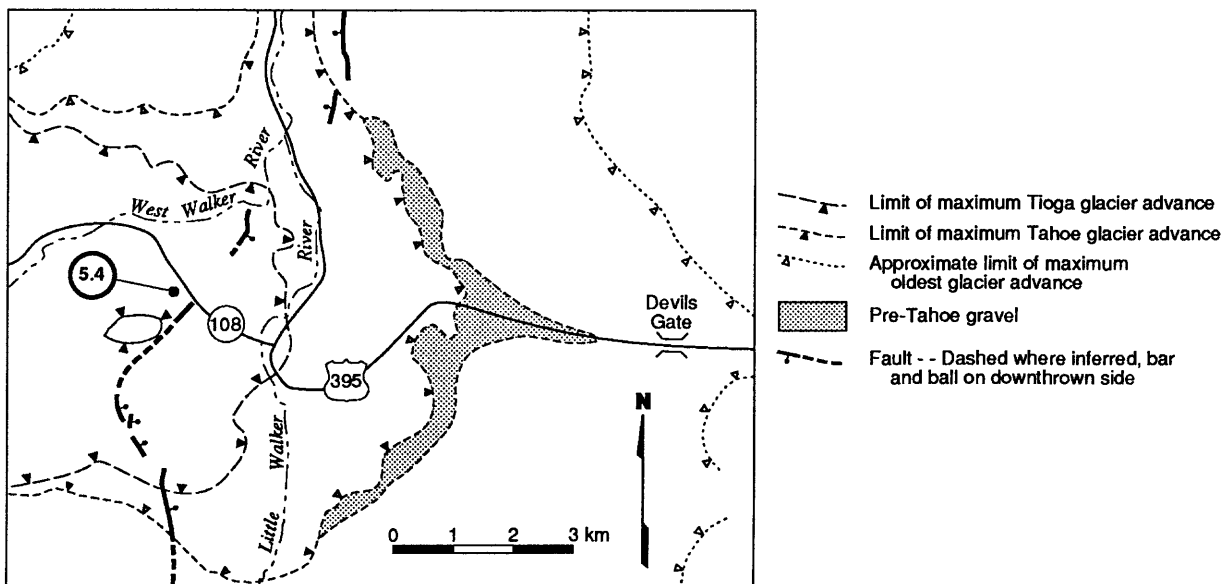 West Walker River
River
5.4
108
395
Little Walker
Devils
Gate
N
0 1 2 3 km
Limit of maximum Tioga glacier advance
Limit of maximum Tahoe glacier advance
Approximate limit of maximum
oldest glacier advance
Pre-Tahoe gravel
Fault - - Dashed where inferred, bar
and ball on downthrown side